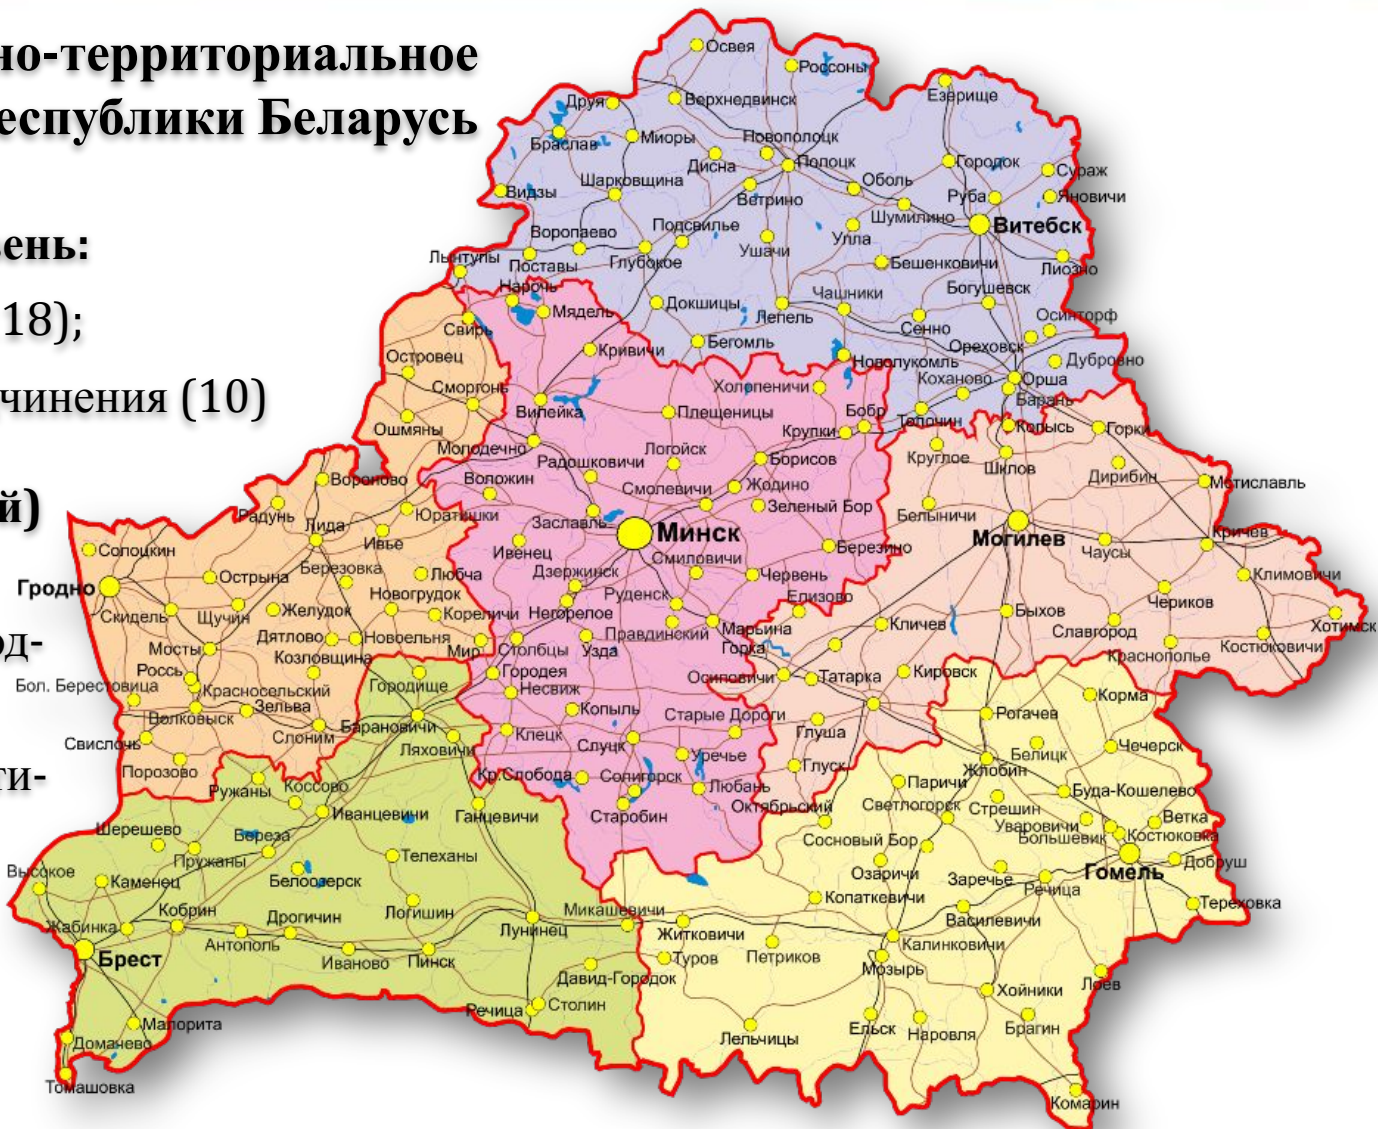 но-территориальное
еспублики Беларусь
вень:
18);
чинения (10)
й)
од-
ти-
Освея
Россоны
Езерище
Друя
Верхнедвинск
Браслав
Миоры
Новополоцк
Дисна
Полоцк
Городок
Сураж
Видзы
Шарковщина
Ветрино
Оболь
Руба
Яновичи
Шумилино
Витебск
Воропаево
Подсвилье
Ушачи
Улла
Лынтупы
Поставы
Глубокое
Бешенковичи
Лиозно
Нарочь
Мядель
Докшицы
Лепель
Чашники
Богушевск
Свирь
Сенно
Осинторф
Островец
Кривичи
Бегомль
Новолукомль
Ореховск
Дубровно
Сморгонь
Вилейка
Холопеничи
Коханово
Орша
Барань
Ошмяны
Плещеницы
Бобр
Толочин
Копысь
Горки
Молодечно
Крупки
Логойск
Круглое
Шклов
Радошковичи
Борисов
Дирибин
Мстиславль
Вороново
Воложин
Смолевичи
Жодино
Радунь
Юратишки
Зеленый Бор
Белыничи
Лида
Заславль
Минск
Могилев
Кричев
Солоцкин
Ивье
Ивенец
Смиловичи
Березино
Чаусы
Гродно
Острына
Березовка
Любча
Дзержинск
Червень
Климовичи
Скидель
Щучин
Желудок
Новогрудок
Кореличи
Негорелое
Руденск
Елизово
Быхов
Чериков
Хотимск
Дятлово
Новоельня
Правдинский
Марьина
Горка
Кличев
Славгород
Мосты
Козловщина
Мир
Столбцы
Узда
Краснополье
Костюковичи
Россь
Городея
Осиповичи
Татарка
Кировск
Бол. Берестовица
Красносельский
Городище
Несвиж
Корма
Волковыск
Зельва
Копыль
Старые Дороги
Рогачев
Свислочь
Слоним
Барановичи
Клецк
Слуцк
Глуша
Белицк
Чечерск
Порозово
Ляховичи
Уречье
Глуск
Жлобин
Ружаны
Коссово
Кр.Слобода
Солигорск
Любань
Паричи
Буда-Кошелево
Иванцевичи
Ганцевичи
Старобин
Октябрьский
Светлогорск
Стрешин
Ветка
Шерешево
Береза
Уваровичи
Костюковка
Большевик
Пружаны
Телеханы
Сосновый Бор
Гомель
Добруш
Высокое
Каменец
Белоозерск
Озаричи
Заречье
Речица
Кобрин
Дрогичин
Логишин
Микашевичи
Копаткевичи
Тереховка
Жабинка
Антополь
Лунинец
Житковичи
Василевичи
Брест
Иваново
Пинск
Туров
Петриков
Калинковичи
Мозырь
Давид-Городок
Лоев
Речица
Столин
Хойники
Малорита
Лельчицы
Ельск
Наровля
Брагин
Домачево
Томашовка
Комарин